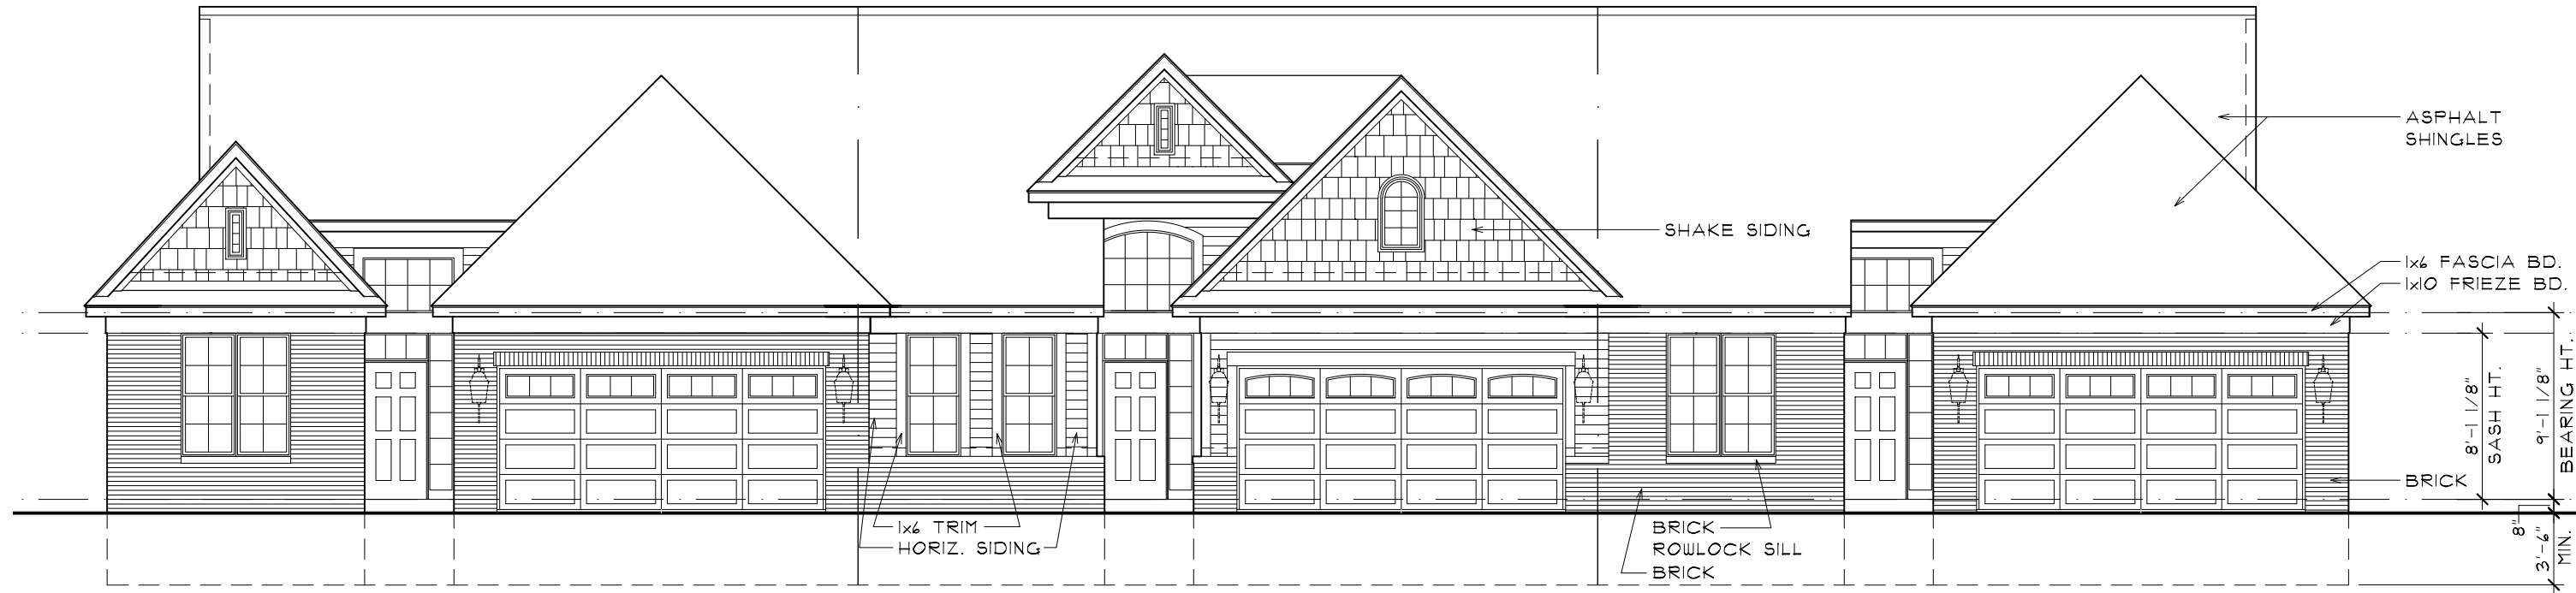 ASPHALT
SHINGLES
SHAKE SIDING
1x6 FASCIA BD.
1x10 FRIEZE BD.
8'-1 1/8"
SASH HT.
9'-1 1/8"
BEARING HT.
BRICK
1x6 TRIM
HORIZ. SIDING
BRICK
ROWLOCK SILL
BRICK
8"
3'-6"
MIN.